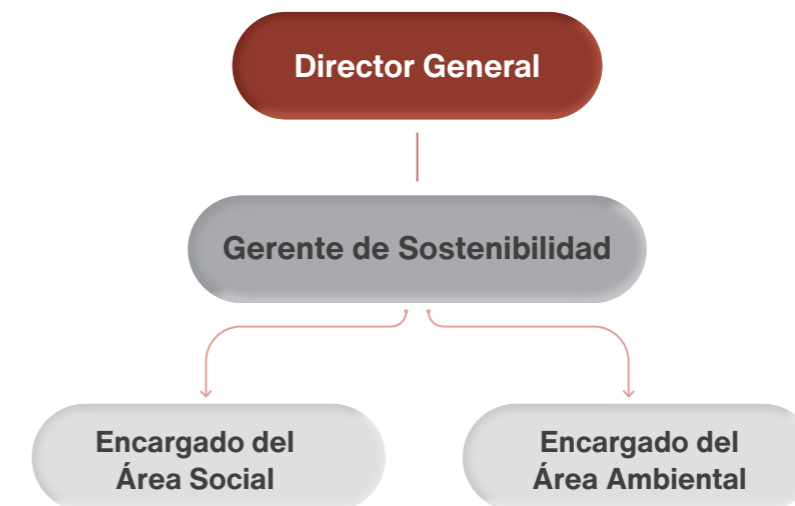 Director General
Gerente de Sostenibilidad
Encargado del
Área Social
Encargado del
Área Ambiental